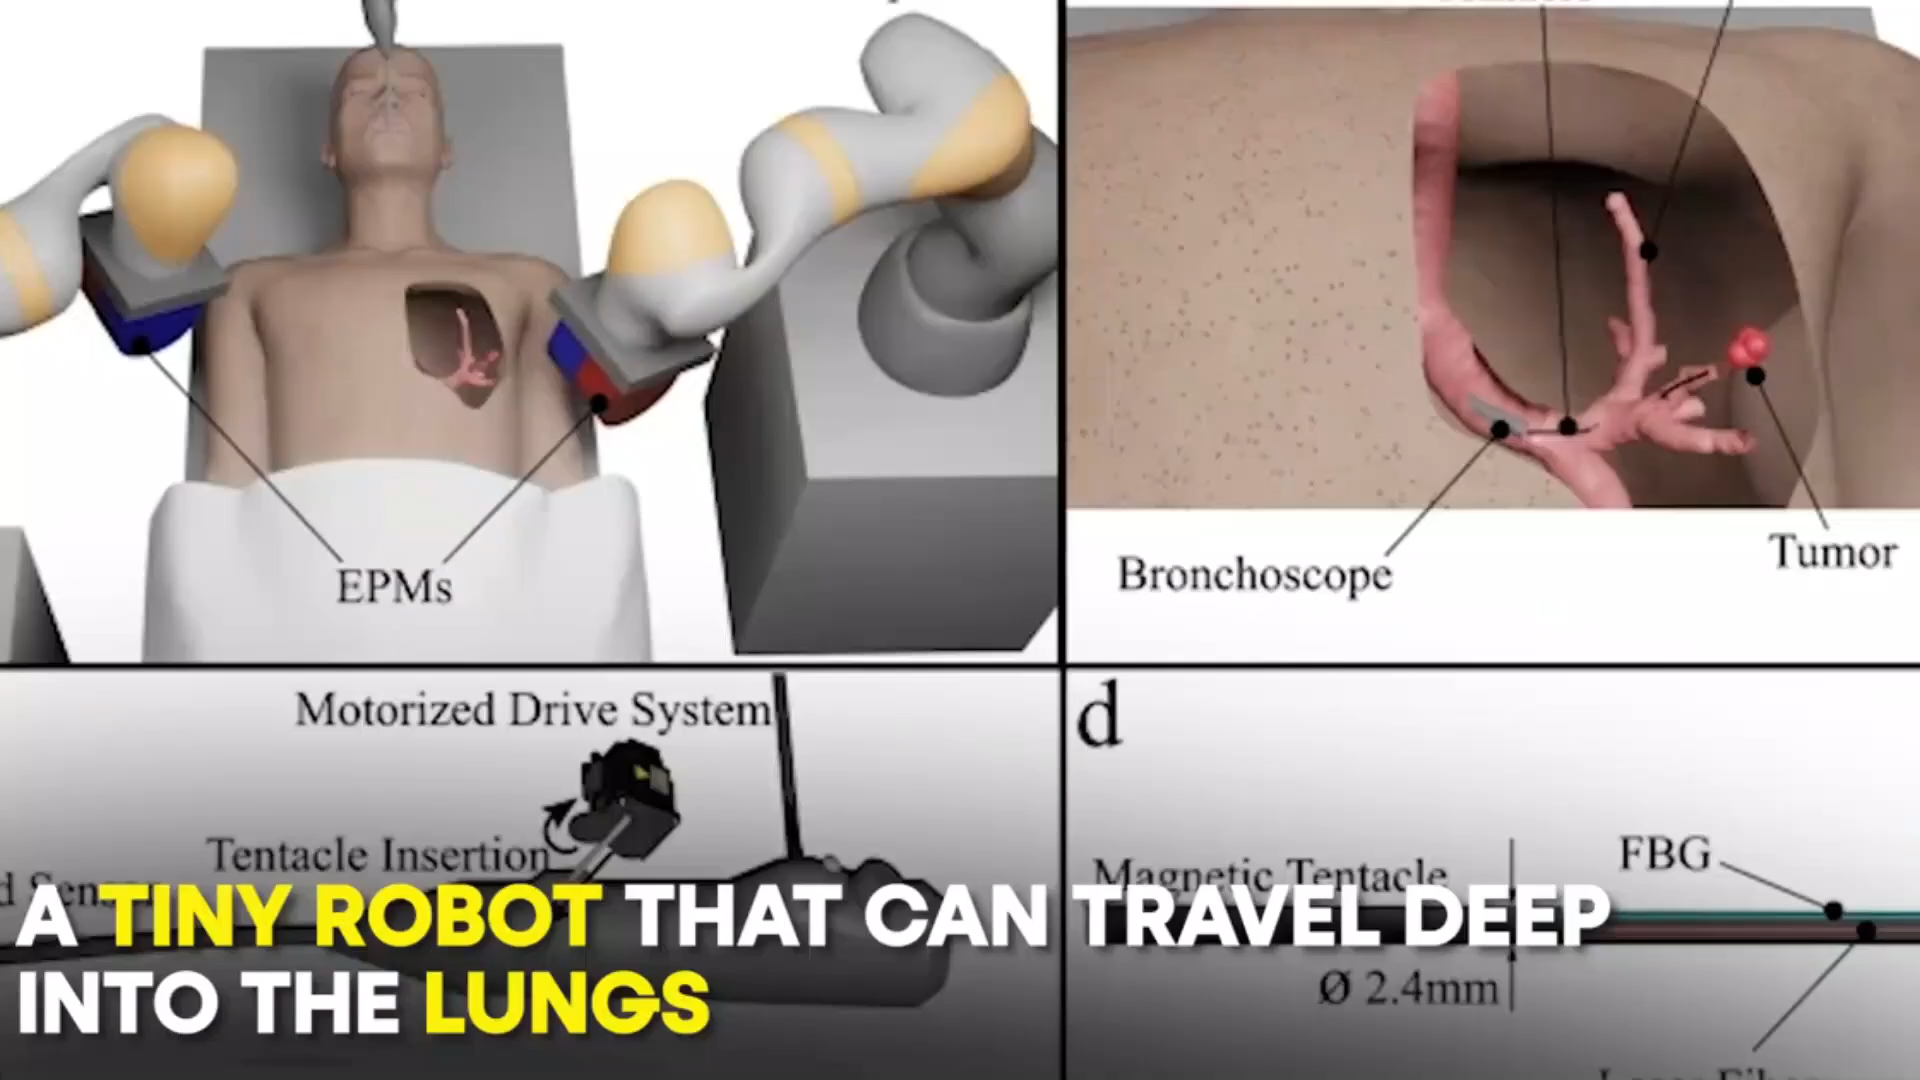 EPMs
Bronchoscope
Tumor
Motorized Drive System
Tentacle Insertion
d
Magnetic Tentacle
FBG
Ø 2.4mm
A TINY ROBOT THAT CAN TRAVEL DEEP
INTO THE LUNGS